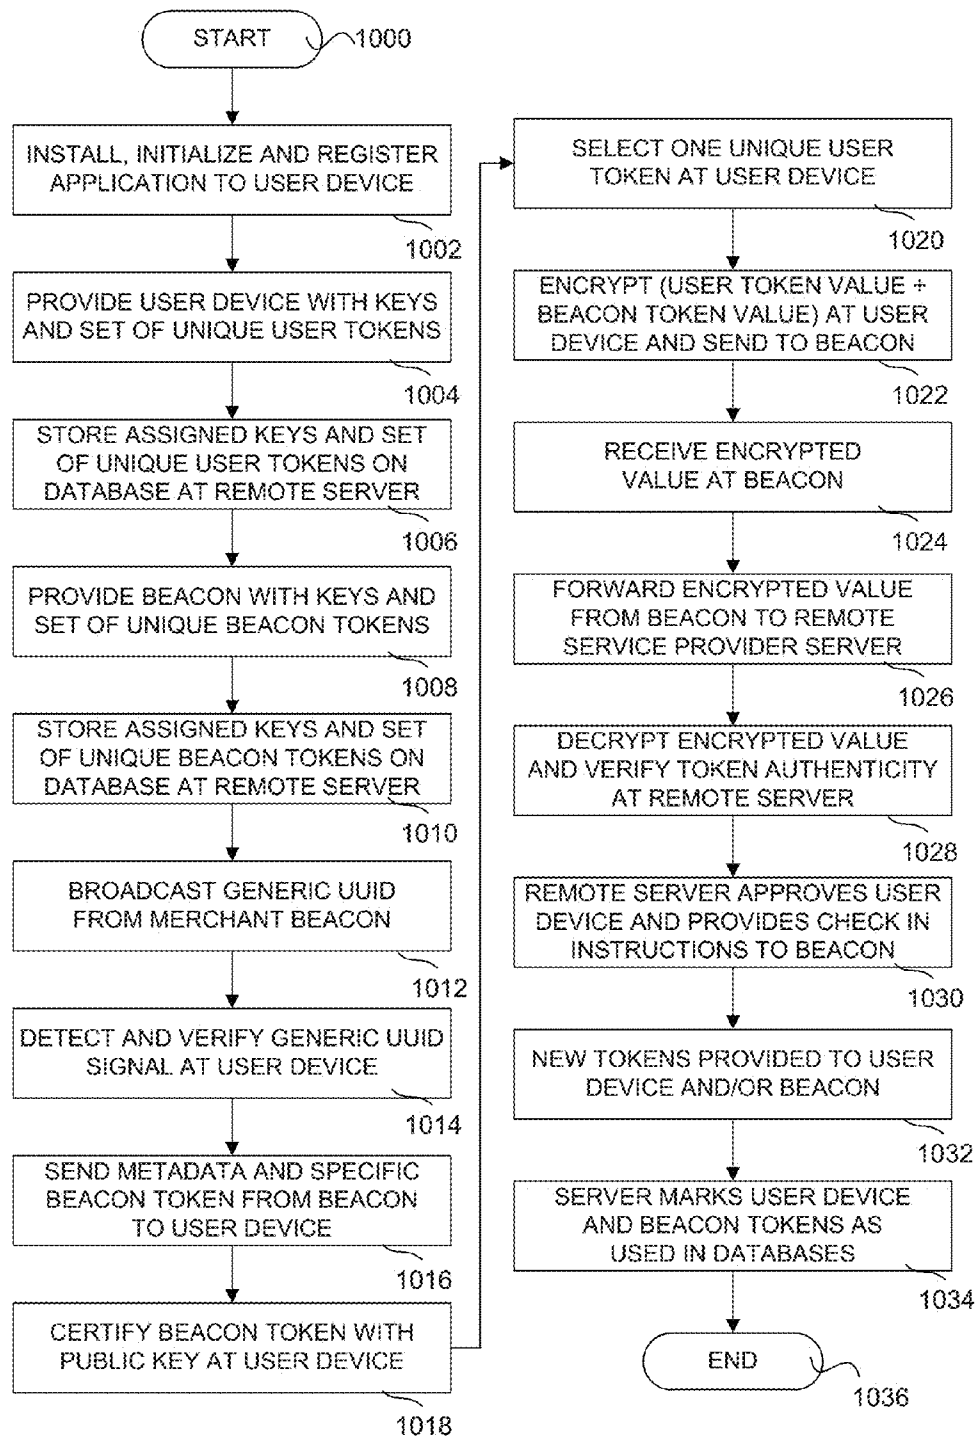 START
1000
INSTALL, INITIALIZE AND REGISTER
APPLICATION TO USER DEVICE
1002
PROVIDE USER DEVICE WITH KEYS
AND SET OF UNIQUE USER TOKENS
1004
STORE ASSIGNED KEYS AND SET
OF UNIQUE USER TOKENS ON
DATABASE AT REMOTE SERVER
1006
PROVIDE BEACON WITH KEYS AND
SET OF UNIQUE BEACON TOKENS
1008
STORE ASSIGNED KEYS AND SET
OF UNIQUE BEACON TOKENS ON
DATABASE AT REMOTE SERVER
1010
BROADCAST GENERIC UUID
FROM MERCHANT BEACON
1012
DETECT AND VERIFY GENERIC UUID
SIGNAL AT USER DEVICE
1014
SEND METADATA AND SPECIFIC
BEACON TOKEN FROM BEACON
TO USER DEVICE
1016
CERTIFY BEACON TOKEN WITH
PUBLIC KEY AT USER DEVICE
1018
SELECT ONE UNIQUE USER
TOKEN AT USER DEVICE
1020
ENCRYPT (USER TOKEN VALUE +
BEACON TOKEN VALUE) AT USER
DEVICE AND SEND TO BEACON
1022
RECEIVE ENCRYPTED
VALUE AT BEACON
1024
FORWARD ENCRYPTED VALUE
FROM BEACON TO REMOTE
SERVICE PROVIDER SERVER
1026
DECRYPT ENCRYPTED VALUE
AND VERIFY TOKEN AUTHENTICITY
AT REMOTE SERVER
1028
REMOTE SERVER APPROVES USER
DEVICE AND PROVIDES CHECK IN
INSTRUCTIONS TO BEACON
1030
NEW TOKENS PROVIDED TO USER
DEVICE AND/OR BEACON
1032
SERVER MARKS USER DEVICE
AND BEACON TOKENS AS
USED IN DATABASES
1034
END
1036